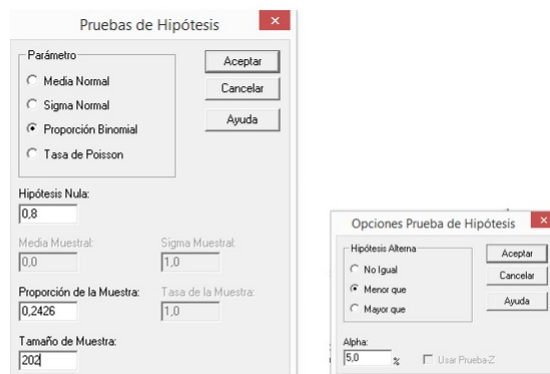 Pruebas de Hipótesis
Parámetro
Media Normal
Sigma Normal
Proporción Binomial
Tasa de Poisson
Aceptar
Cancelar
Ayuda
Hipótesis Nula:
0,8
Media Muestral:
Sigma Muestral:
0,0
1,0
Proporción de la Muestra:
Tasa de la Muestra:
0,2426
1,0
Tamaño de Muestra:
202
Opciones Prueba de Hipótesis
Hipótesis Alterna
No Igual
Menor que
Mayor que
Aceptar
Cancelar
Ayuda
Alpha:
5,0 %
Usar Prueba-Z